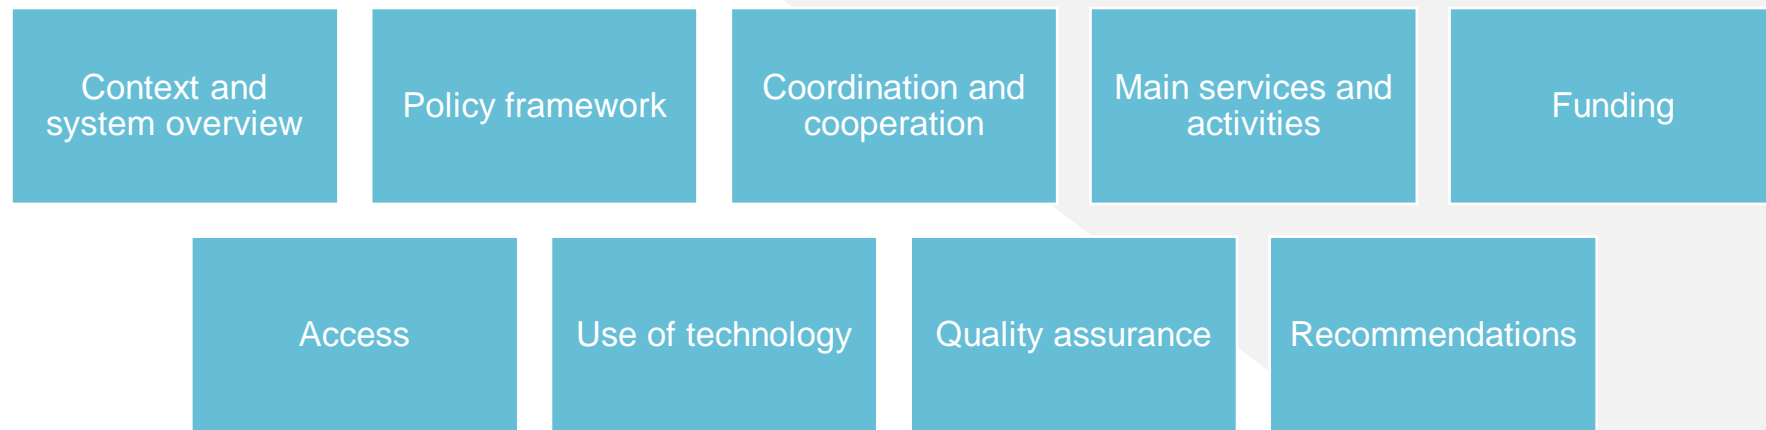 Context and
system overview
Policy framework
Coordination and
cooperation
Main services and
activities
Funding
Access
Use of technology
Quality assurance
Recommendations